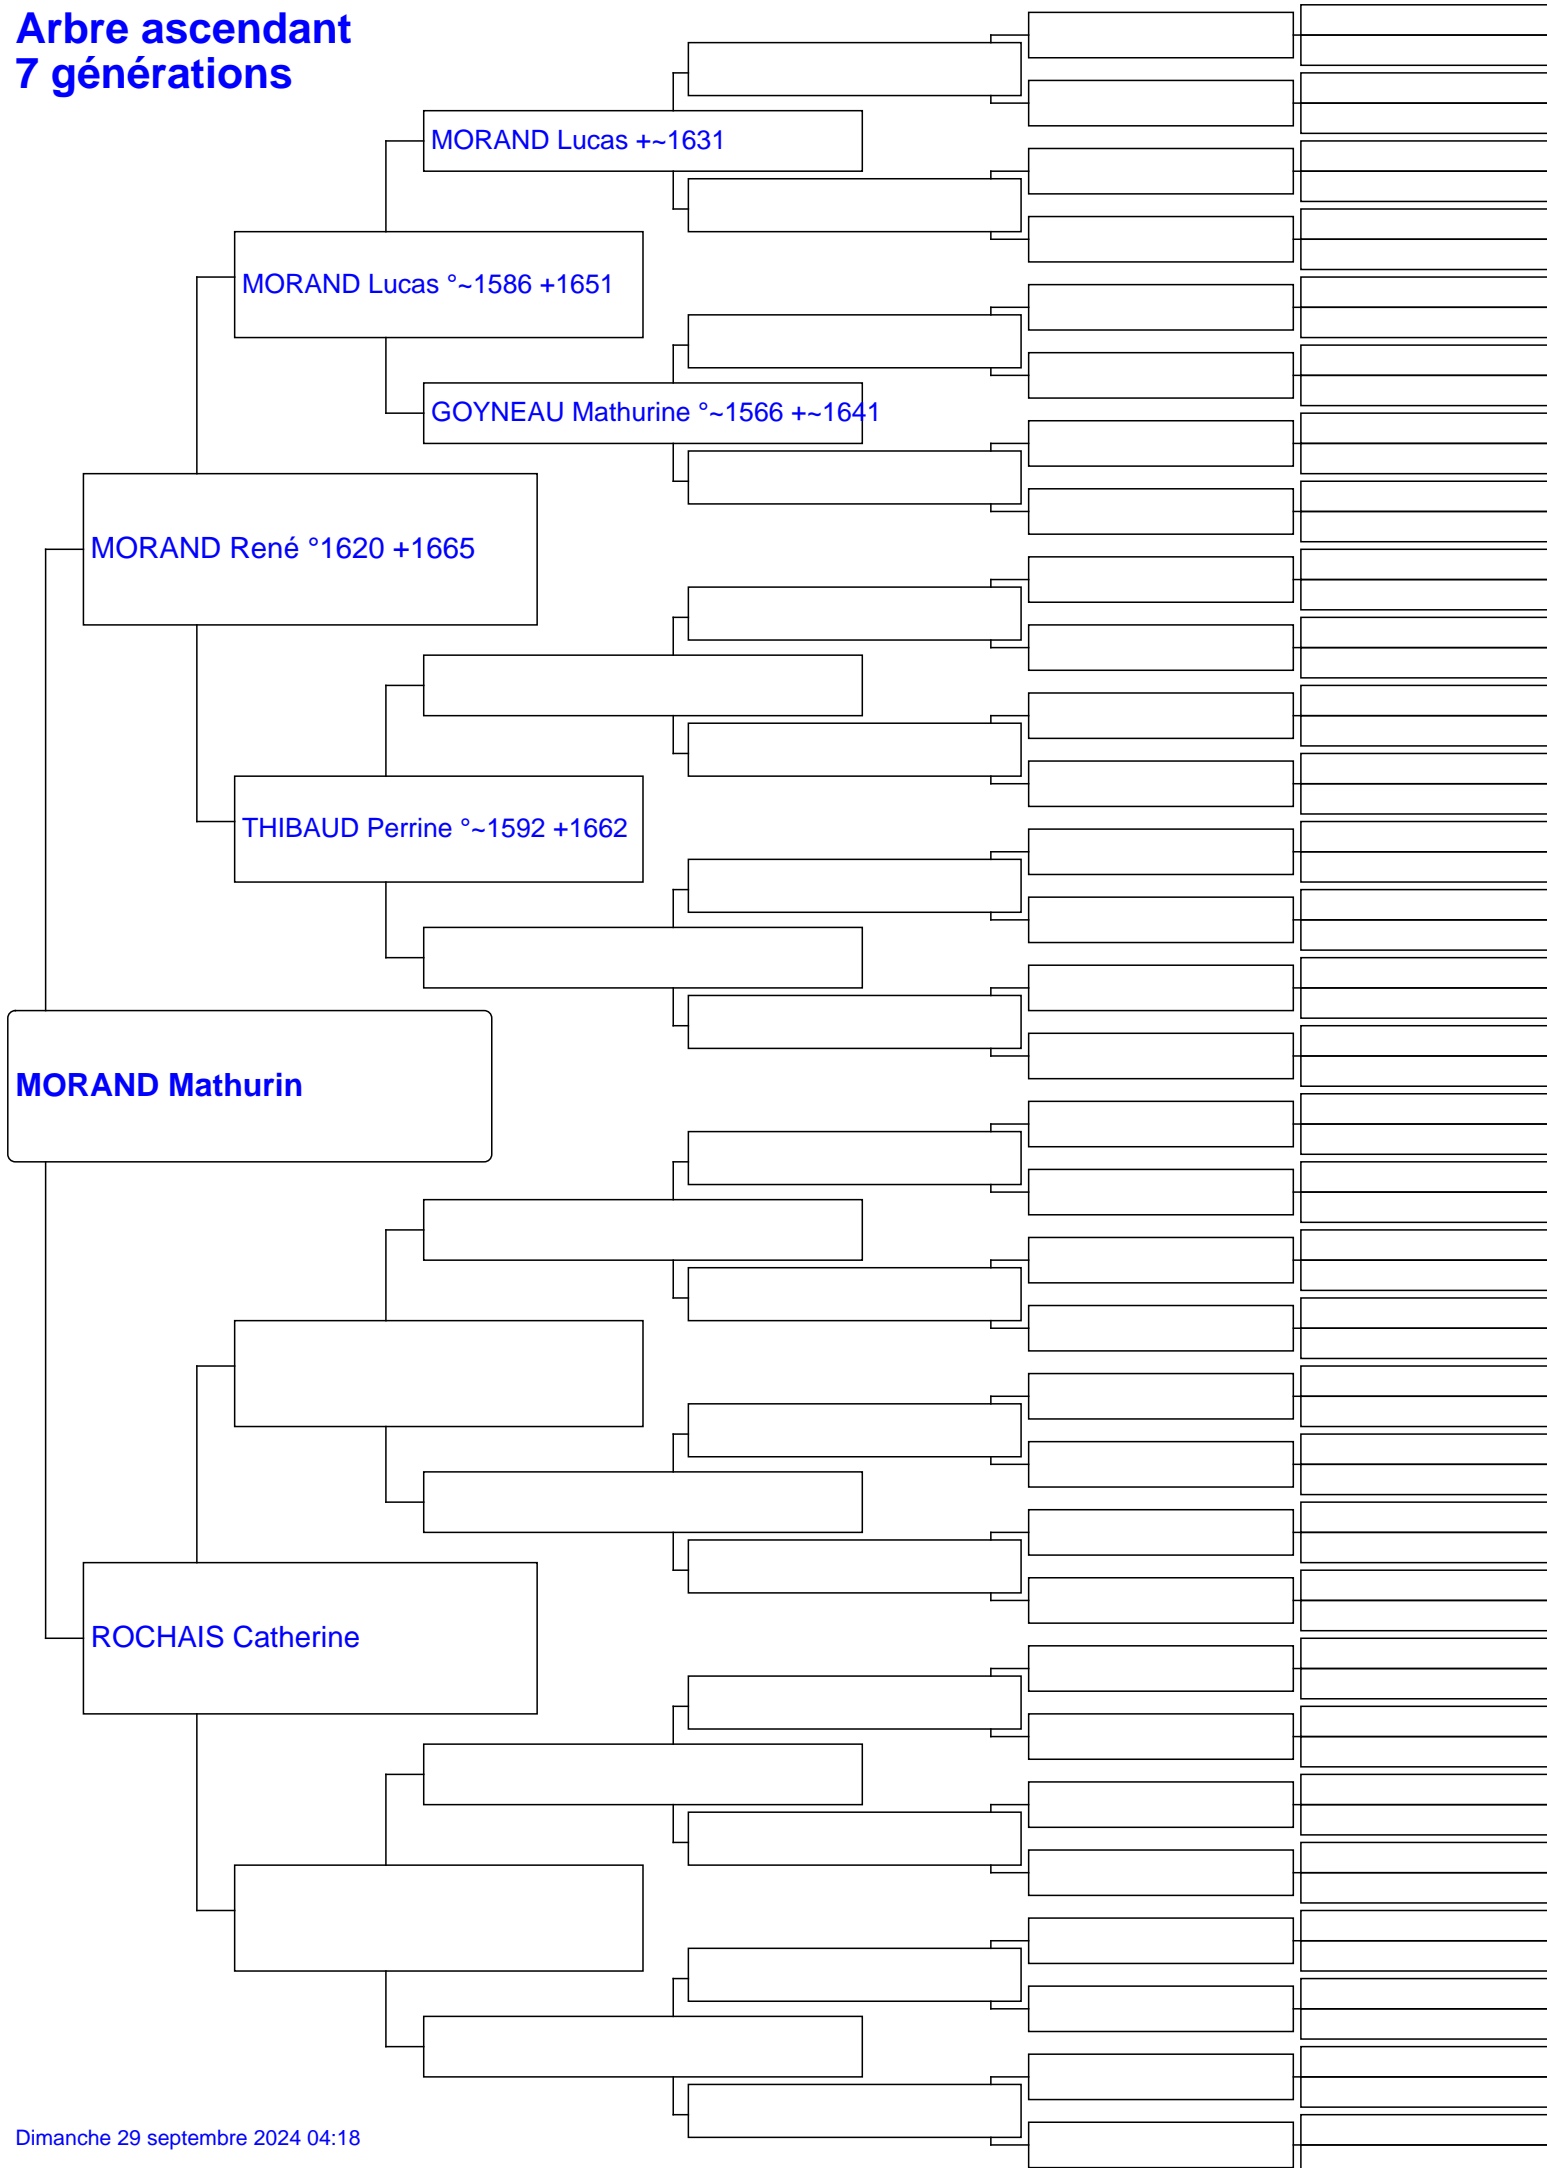 Arbre ascendant
7 générations
MORAND Lucas +~1631
MORAND Lucas °~1586 +1651
GOYNEAU Mathurine °~1566 +~1641
MORAND René °1620 +1665
THIBAUD Perrine °~1592 +1662
MORAND Mathurin
ROCHAIS Catherine
Dimanche 29 septembre 2024 04:18